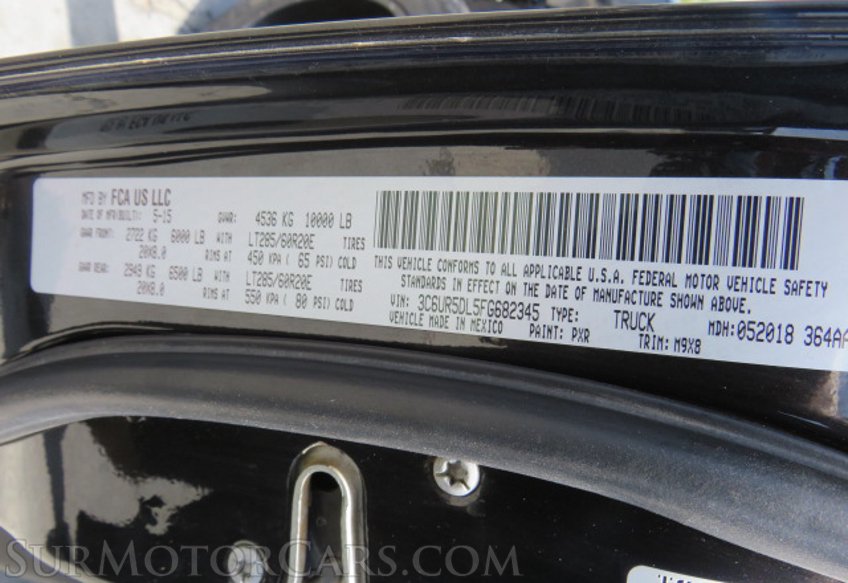 MFD BY FCA US LLC
DATE OF MFR/BUILT: 5-15 GVWR: 4536 KG 10000 LB
GAWR FRONT: 2722 KG 6000 LB WITH LT285/60R20E TIRES
20X8.0 RIMS AT 450 KPA ( 65 PSI) COLD
GAWR REAR: 2949 KG 6500 LB WITH LT285/60R20E TIRES
20X8.0 RIMS AT 550 KPA ( 80 PSI) COLD
THIS VEHICLE CONFORMS TO ALL APPLICABLE U.S.A. FEDERAL MOTOR VEHICLE SAFETY
STANDARDS IN EFFECT ON THE DATE OF MANUFACTURE SHOWN ABOVE.
VIN: 3C6UR5DL5FG682345 TYPE: TRUCK MDH:052018 364AA
VEHICLE MADE IN MEXICO PAINT: PXR TRIM: M9X8
SURMOTORCARS.COM